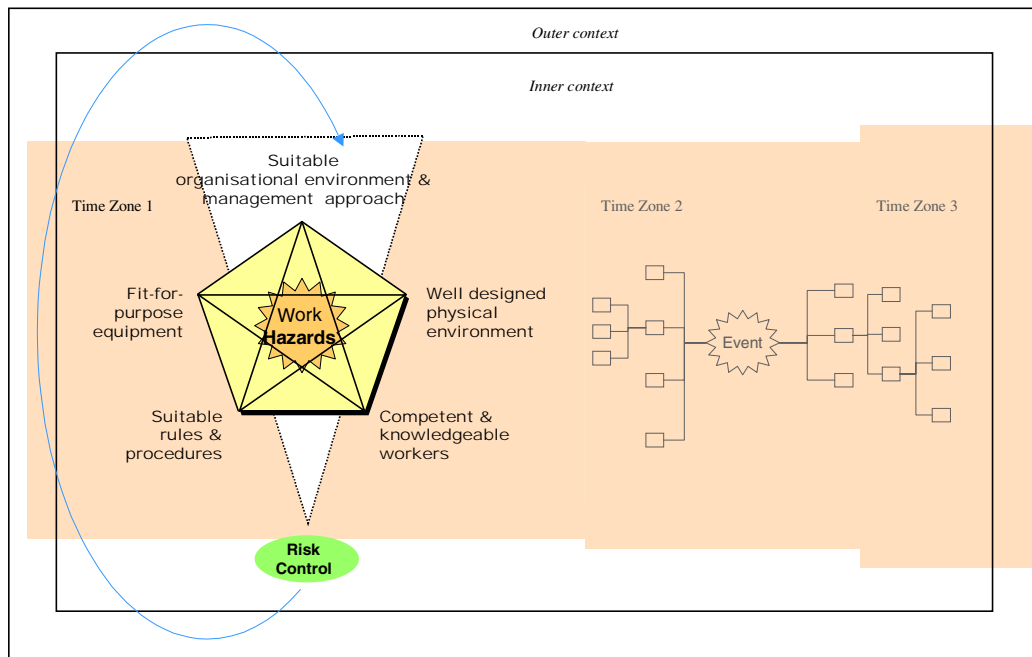 Outer context
Inner context
Suitable
organisational environment &
management approach
Time Zone 1
Time Zone 2
Time Zone 3
Fit-for-
purpose
equipment
Work
Hazards
Well designed
physical
environment
Event
Suitable
rules &
procedures
Competent &
knowledgeable
workers
Risk
Control